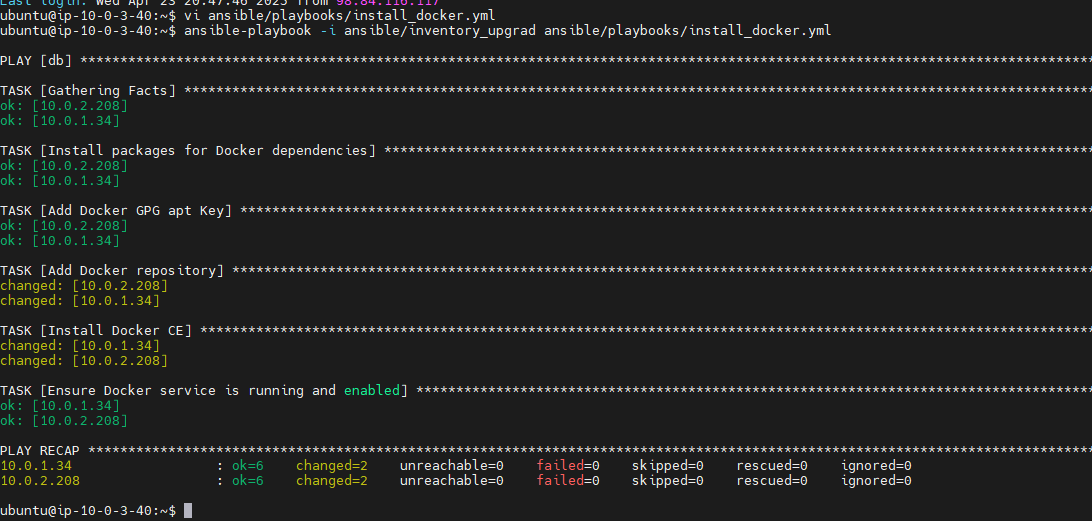 Last login: Wed Apr 23 20:47:46 2025 from 98.84.116.117
ubuntu@ip-10-0-3-40:~$ vi ansible/playbooks/install_docker.yml
ubuntu@ip-10-0-3-40:~$ ansible-playbook -i ansible/inventory_upgrad ansible/playbooks/install_docker.yml
PLAY [db] ********************************************************************************************************************************
TASK [Gathering Facts] *******************************************************************************************************************
ok: [10.0.2.208]
ok: [10.0.1.34]
TASK [Install packages for Docker dependencies] ******************************************************************************************
ok: [10.0.2.208]
ok: [10.0.1.34]
TASK [Add Docker GPG apt Key] ************************************************************************************************************
ok: [10.0.2.208]
ok: [10.0.1.34]
TASK [Add Docker repository] *************************************************************************************************************
changed: [10.0.2.208]
changed: [10.0.1.34]
TASK [Install Docker CE] *****************************************************************************************************************
changed: [10.0.1.34]
changed: [10.0.2.208]
TASK [Ensure Docker service is running and enabled] **************************************************************************************
ok: [10.0.1.34]
ok: [10.0.2.208]
PLAY RECAP *******************************************************************************************************************************
10.0.1.34                  : ok=6    changed=2    unreachable=0    failed=0    skipped=0    rescued=0    ignored=0
10.0.2.208                 : ok=6    changed=2    unreachable=0    failed=0    skipped=0    rescued=0    ignored=0
ubuntu@ip-10-0-3-40:~$